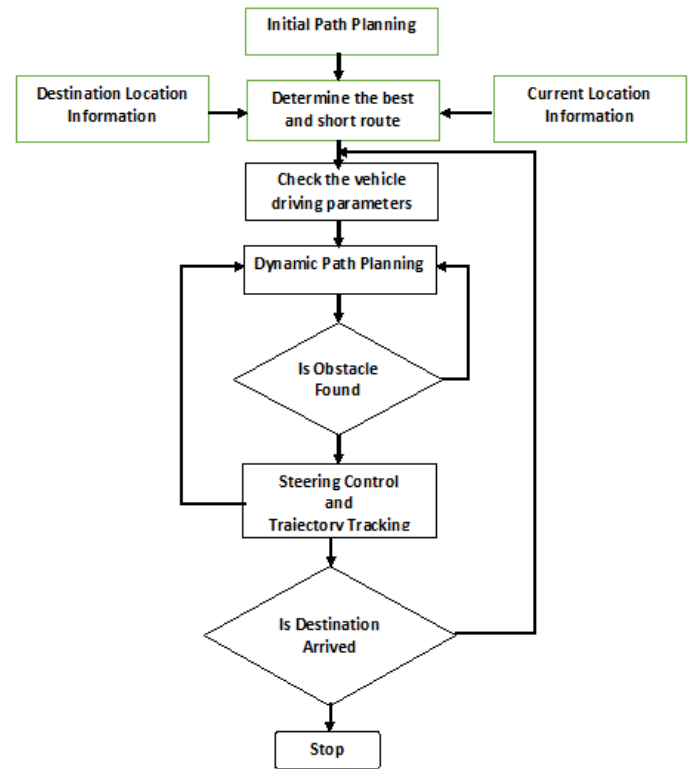 Initial Path Planning
Destination Location
Information
Determine the best
and short route
Current Location
Information
Check the vehicle
driving parameters
Dynamic Path Planning
Is Obstacle
Found
Steering Control
and
Trajectory Tracking
Is Destination
Arrived
Stop